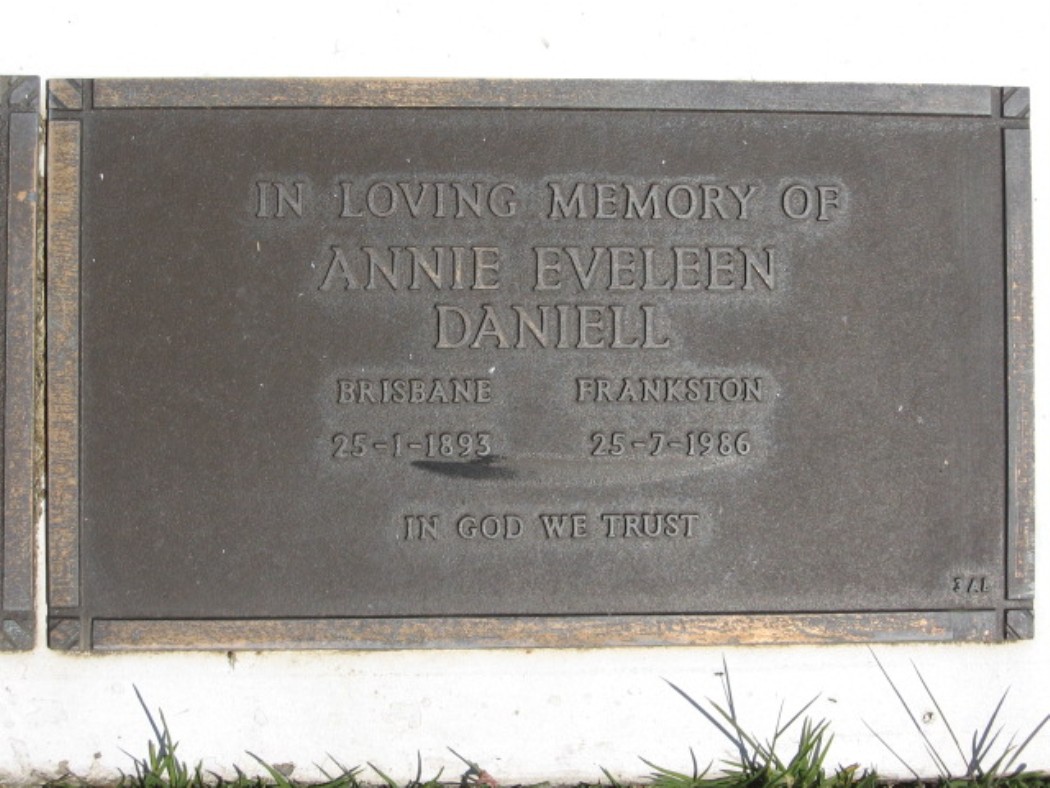 IN LOVING MEMORY OF
ANNIE EVELEEN
DANIELL
BRISBANE FRANKSTON
25-1-1893 25-7-1986
IN GOD WE TRUST